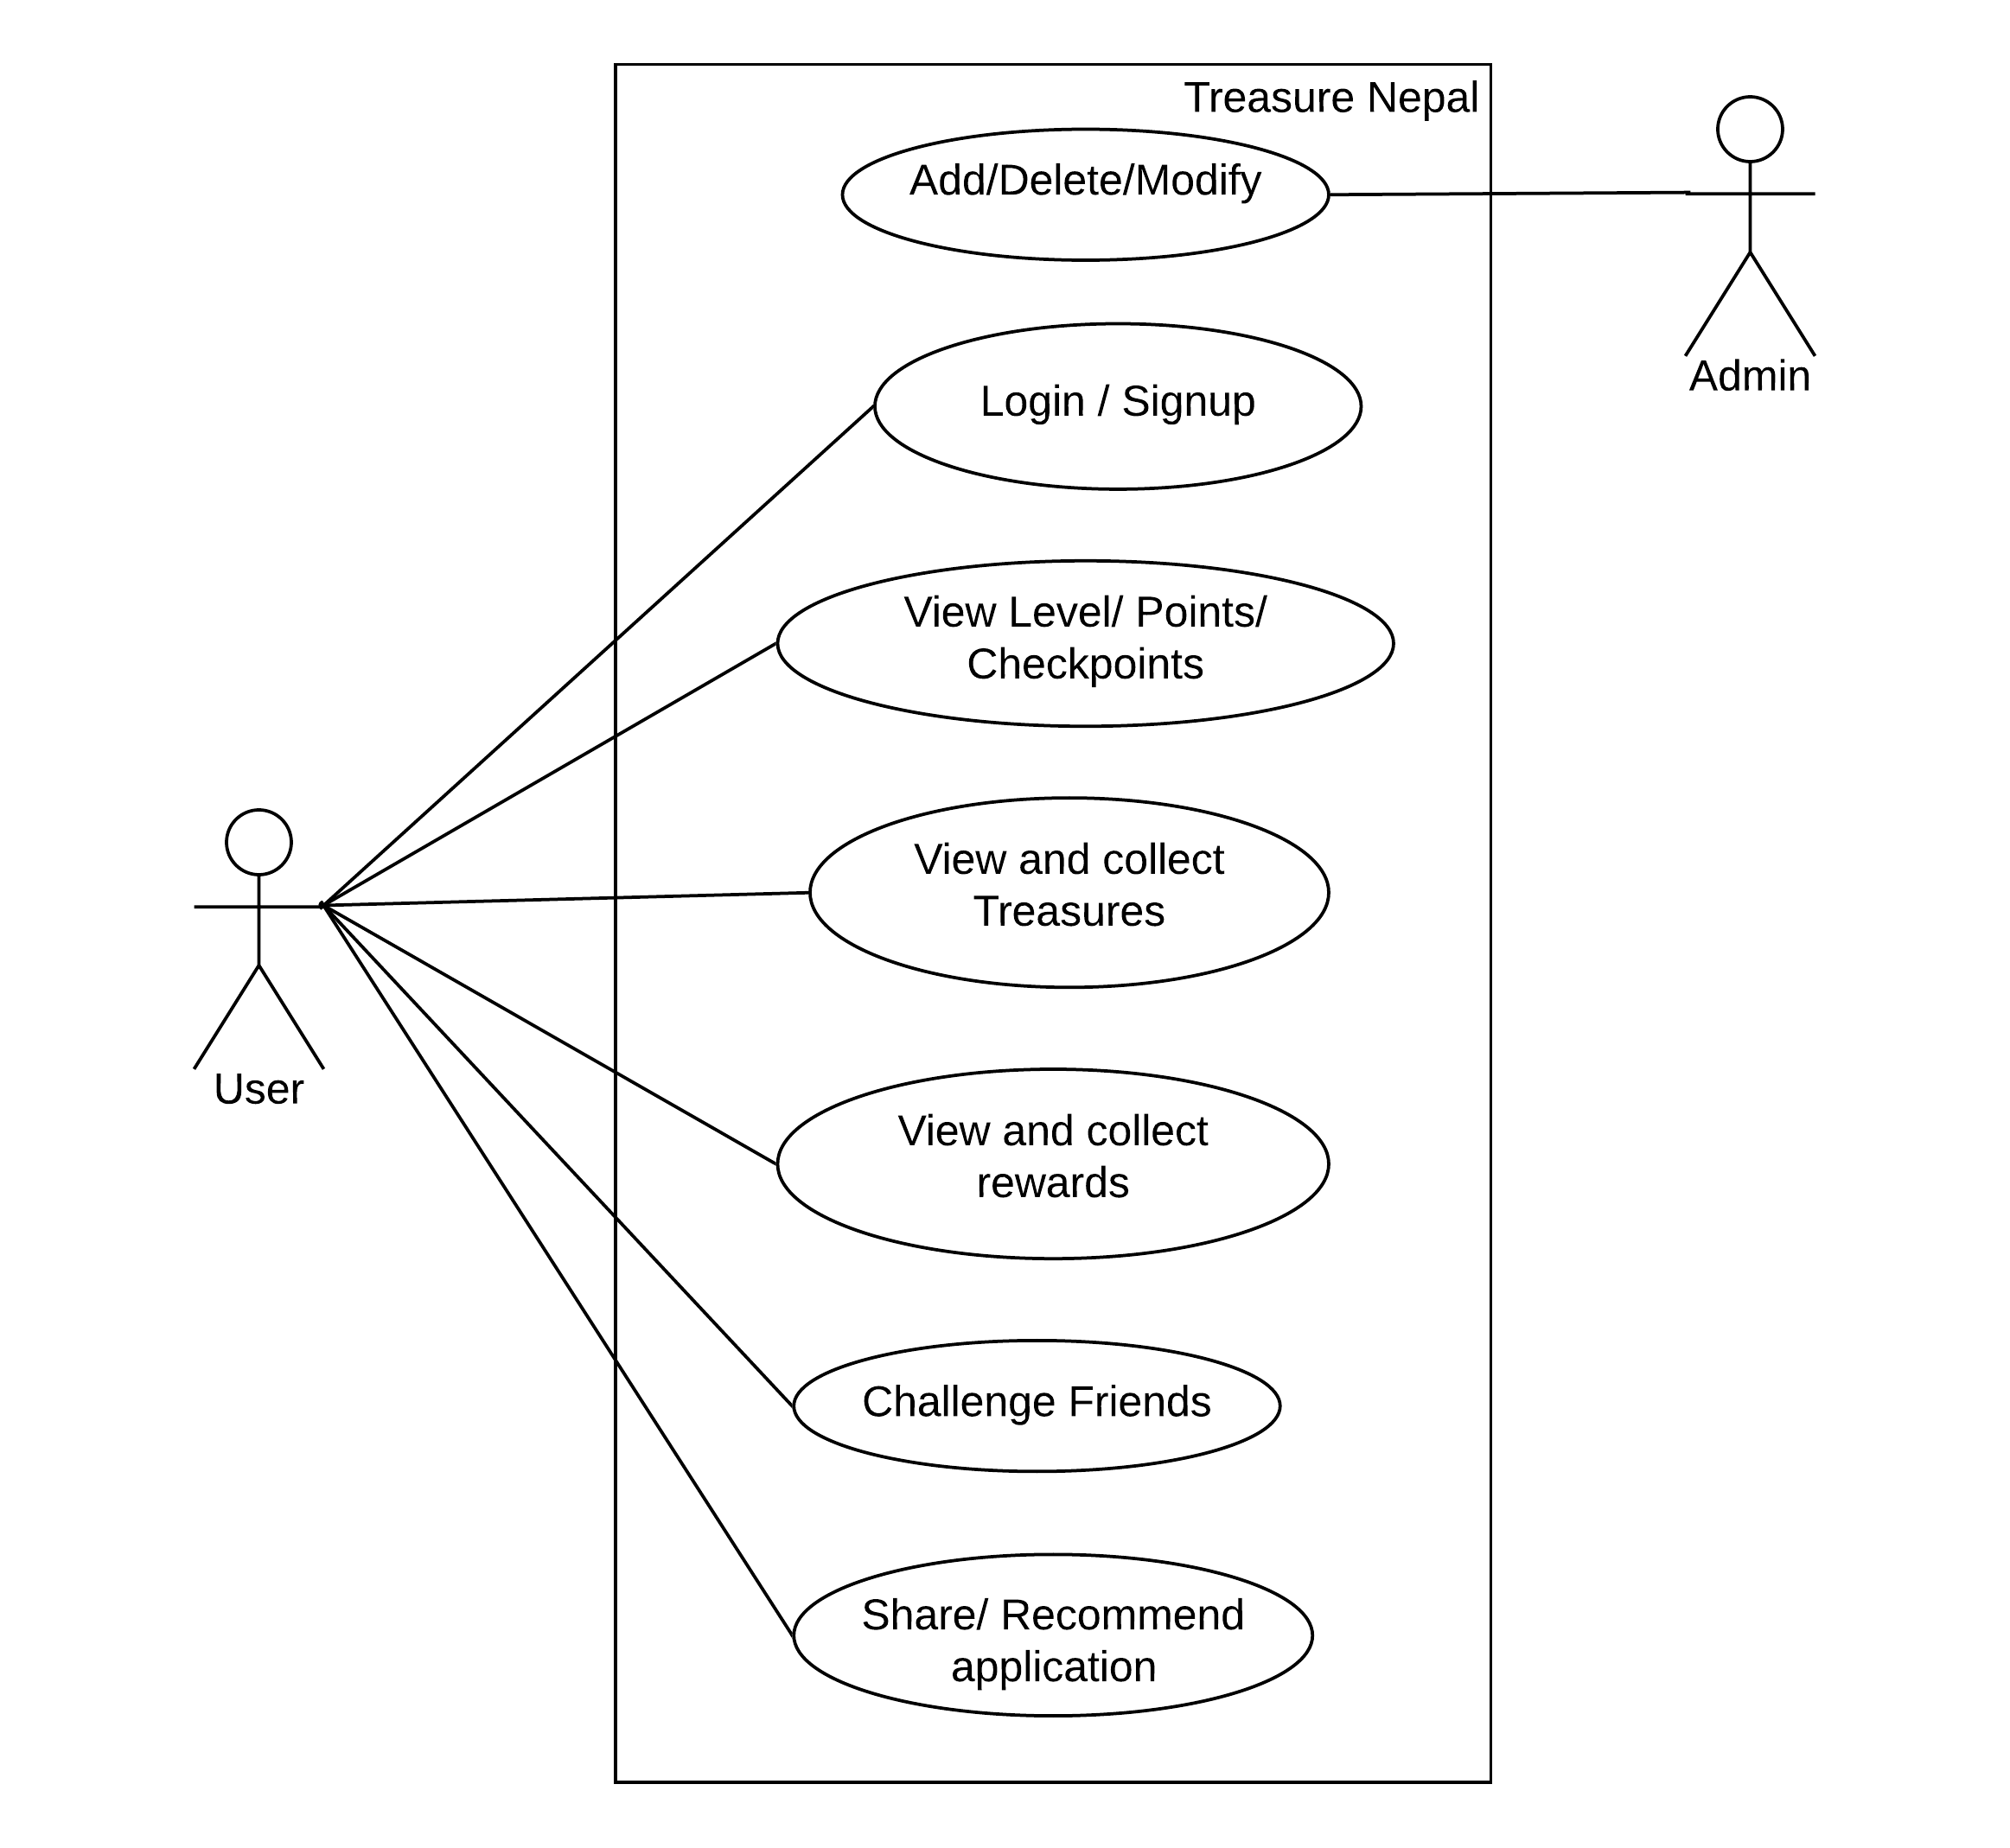 Treasure Nepal
Add/Delete/Modify
Admin
Login / Signup
View Level/ Points/
Checkpoints
View and collect
Treasures
User
View and collect
rewards
Challenge Friends
Share/ Recommend
application